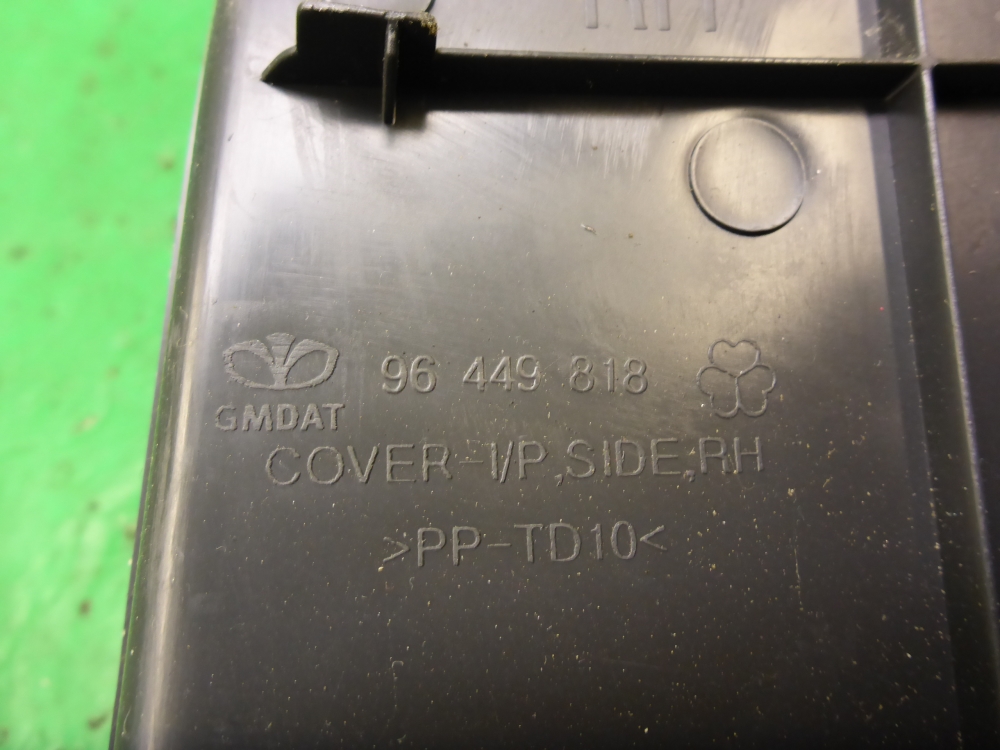 96 449 818
GMDAT
COVER-I/P,SIDE,RH
>PP-TD10<